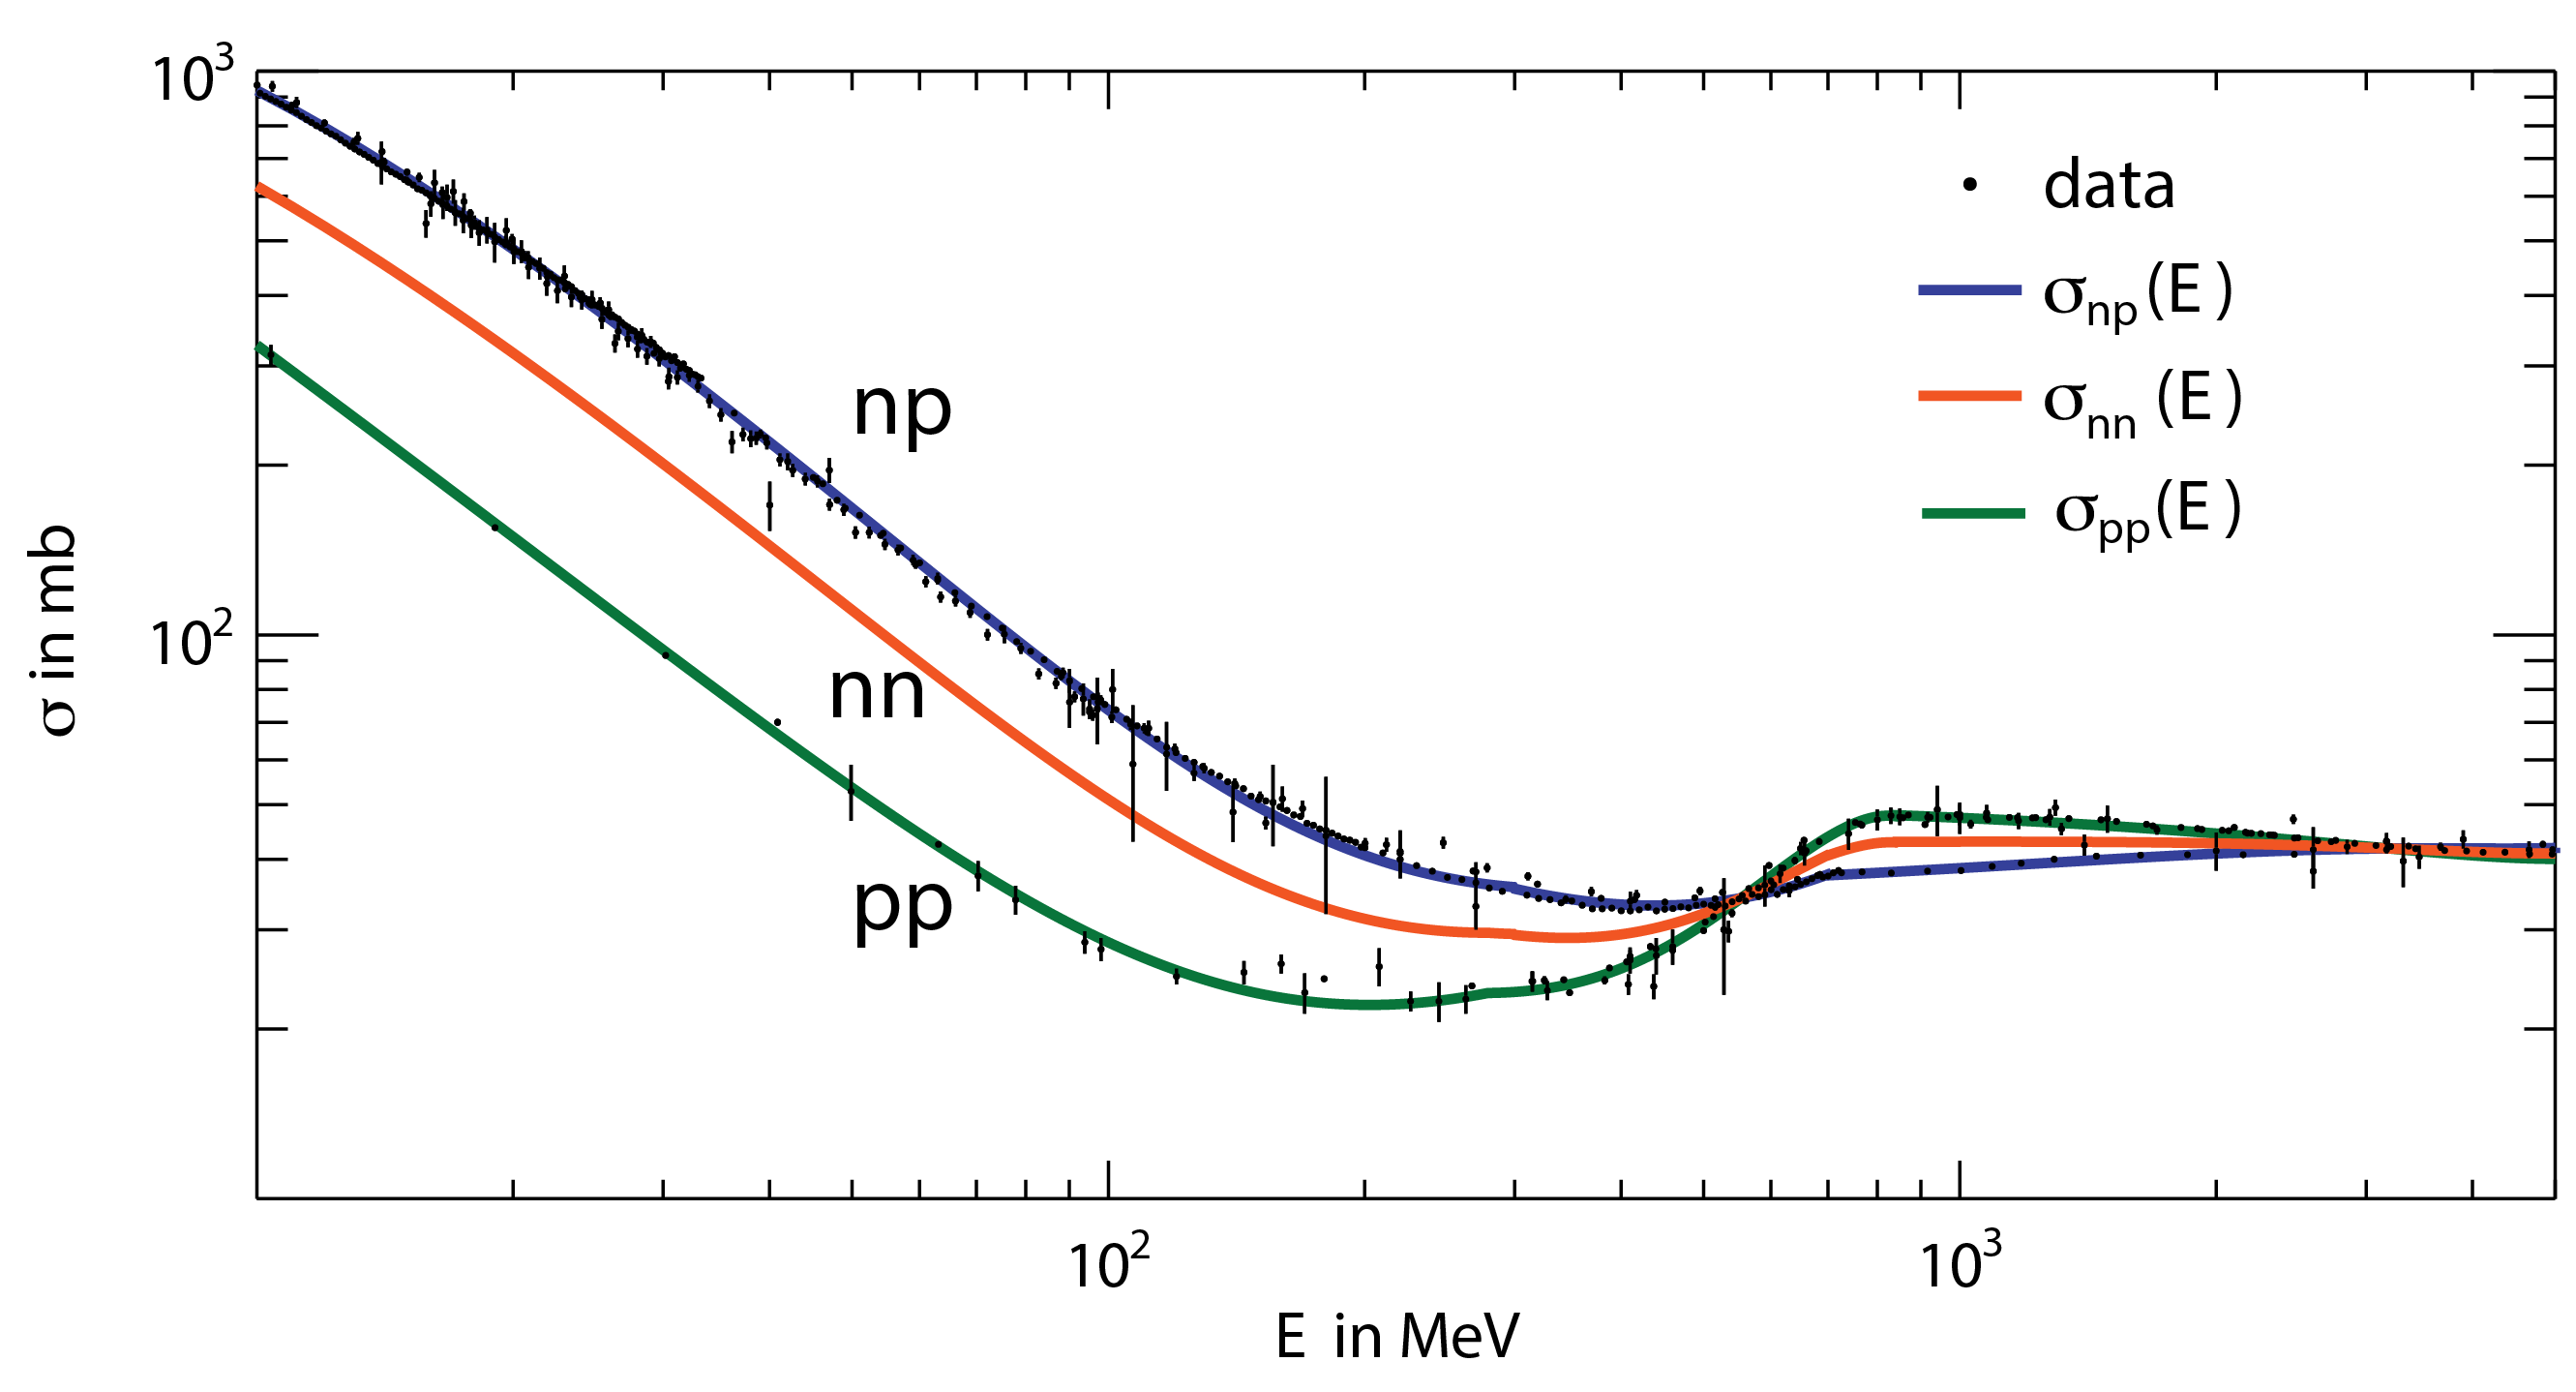 10³
data
σnp(E)
σnn(E)
np
σpp(E)
σ in mb
10²
nn
pp
10²
10³
E in MeV